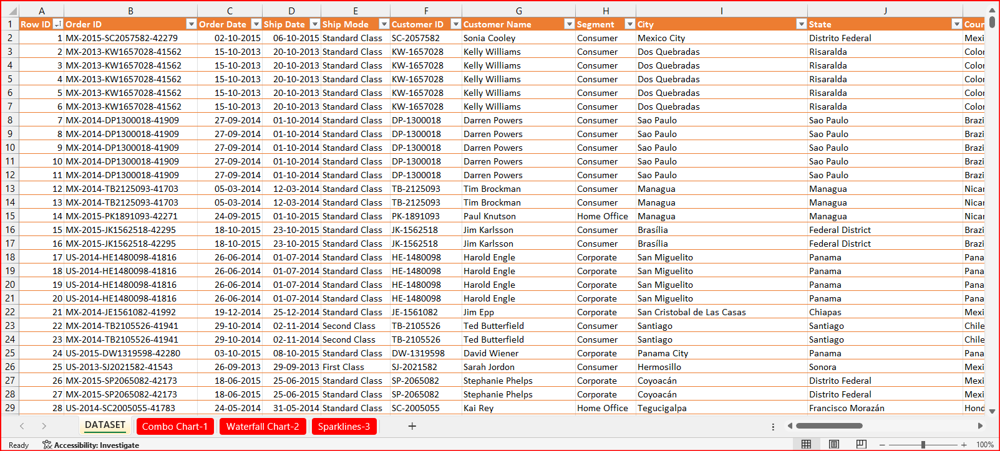 A B C D E F G H I J
1 Row ID Order ID Order Date Ship Date Ship Mode Customer ID Customer Name Segment City State Coun
2 1 MX-2015-SC2057582-42279 02-10-2015 06-10-2015 Standard Class SC-2057582 Sonia Cooley Consumer Mexico City Distrito Federal Mexi
3 2 MX-2013-KW1657028-41562 15-10-2013 20-10-2013 Standard Class KW-1657028 Kelly Williams Consumer Dos Quebradas Risaralda Color
4 3 MX-2013-KW1657028-41562 15-10-2013 20-10-2013 Standard Class KW-1657028 Kelly Williams Consumer Dos Quebradas Risaralda Color
5 4 MX-2013-KW1657028-41562 15-10-2013 20-10-2013 Standard Class KW-1657028 Kelly Williams Consumer Dos Quebradas Risaralda Color
6 5 MX-2013-KW1657028-41562 15-10-2013 20-10-2013 Standard Class KW-1657028 Kelly Williams Consumer Dos Quebradas Risaralda Color
7 6 MX-2013-KW1657028-41562 15-10-2013 20-10-2013 Standard Class KW-1657028 Kelly Williams Consumer Dos Quebradas Risaralda Color
8 7 MX-2014-DP1300018-41909 27-09-2014 01-10-2014 Standard Class DP-1300018 Darren Powers Consumer Sao Paulo Sao Paulo Brazi
9 8 MX-2014-DP1300018-41909 27-09-2014 01-10-2014 Standard Class DP-1300018 Darren Powers Consumer Sao Paulo Sao Paulo Brazi
10 9 MX-2014-DP1300018-41909 27-09-2014 01-10-2014 Standard Class DP-1300018 Darren Powers Consumer Sao Paulo Sao Paulo Brazi
11 10 MX-2014-DP1300018-41909 27-09-2014 01-10-2014 Standard Class DP-1300018 Darren Powers Consumer Sao Paulo Sao Paulo Brazi
12 11 MX-2014-DP1300018-41909 27-09-2014 01-10-2014 Standard Class DP-1300018 Darren Powers Consumer Sao Paulo Sao Paulo Brazi
13 12 MX-2014-TB2125093-41703 05-03-2014 12-03-2014 Standard Class TB-2125093 Tim Brockman Consumer Managua Managua Nicar
14 13 MX-2014-TB2125093-41703 05-03-2014 12-03-2014 Standard Class TB-2125093 Tim Brockman Consumer Managua Managua Nicar
15 14 MX-2015-PK1891093-42271 24-09-2015 01-10-2015 Standard Class PK-1891093 Paul Knutson Home Office Managua Managua Nicar
16 15 MX-2015-JK1562518-42295 18-10-2015 23-10-2015 Standard Class JK-1562518 Jim Karlsson Consumer Brasília Federal District Brazi
17 16 MX-2015-JK1562518-42295 18-10-2015 23-10-2015 Standard Class JK-1562518 Jim Karlsson Consumer Brasília Federal District Brazi
18 17 US-2014-HE1480098-41816 26-06-2014 01-07-2014 Standard Class HE-1480098 Harold Engle Corporate San Miguelito Panama Pana
19 18 US-2014-HE1480098-41816 26-06-2014 01-07-2014 Standard Class HE-1480098 Harold Engle Corporate San Miguelito Panama Pana
20 19 US-2014-HE1480098-41816 26-06-2014 01-07-2014 Standard Class HE-1480098 Harold Engle Corporate San Miguelito Panama Pana
21 20 US-2014-HE1480098-41816 26-06-2014 01-07-2014 Standard Class HE-1480098 Harold Engle Corporate San Miguelito Panama Pana
22 21 MX-2014-JE1561082-41992 19-12-2014 25-12-2014 Standard Class JE-1561082 Jim Epp Corporate San Cristobal de Las Casas Chiapas Mexi
23 22 MX-2014-TB2105526-41941 29-10-2014 02-11-2014 Second Class TB-2105526 Ted Butterfield Consumer Santiago Santiago Chile
24 23 MX-2014-TB2105526-41941 29-10-2014 02-11-2014 Second Class TB-2105526 Ted Butterfield Consumer Santiago Santiago Chile
25 24 US-2015-DW1319598-42280 03-10-2015 08-10-2015 Standard Class DW-1319598 David Wiener Corporate Panama City Panama Pana
26 25 US-2013-SJ2021582-41543 26-09-2013 29-09-2013 First Class SJ-2021582 Sarah Jordon Consumer Hermosillo Sonora Mexi
27 26 MX-2015-SP2065082-42173 18-06-2015 25-06-2015 Standard Class SP-2065082 Stephanie Phelps Corporate Coyoacán Distrito Federal Mexi
28 27 MX-2015-SP2065082-42173 18-06-2015 25-06-2015 Standard Class SP-2065082 Stephanie Phelps Corporate Coyoacán Distrito Federal Mexi
29 28 US-2014-SC2005055-41783 24-05-2014 31-05-2014 Standard Class SC-2005055 Kai Rey Home Office Tegucigalpa Francisco Morazán Hond
DATASET Combo Chart-1 Waterfall Chart-2 Sparklines-3
Ready Accessibility: Investigate 100%